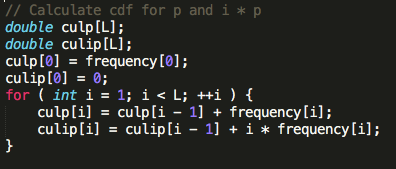 // Calculate cdf for p and i * p
double culp[L];
double culip[L];
culp[0] = frequency[0];
culip[0] = 0;
for ( int i = 1; i < L; ++i ) {
culp[i] = culp[i - 1] + frequency[i];
culip[i] = culip[i - 1] + i * frequency[i];
}